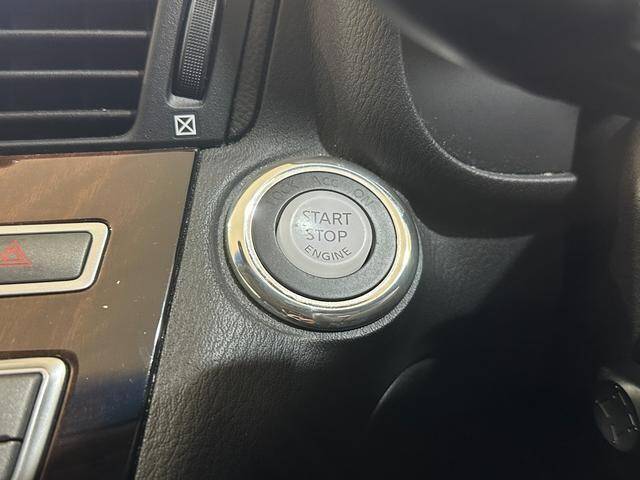 LOCK ACC ON
START
STOP
ENGINE